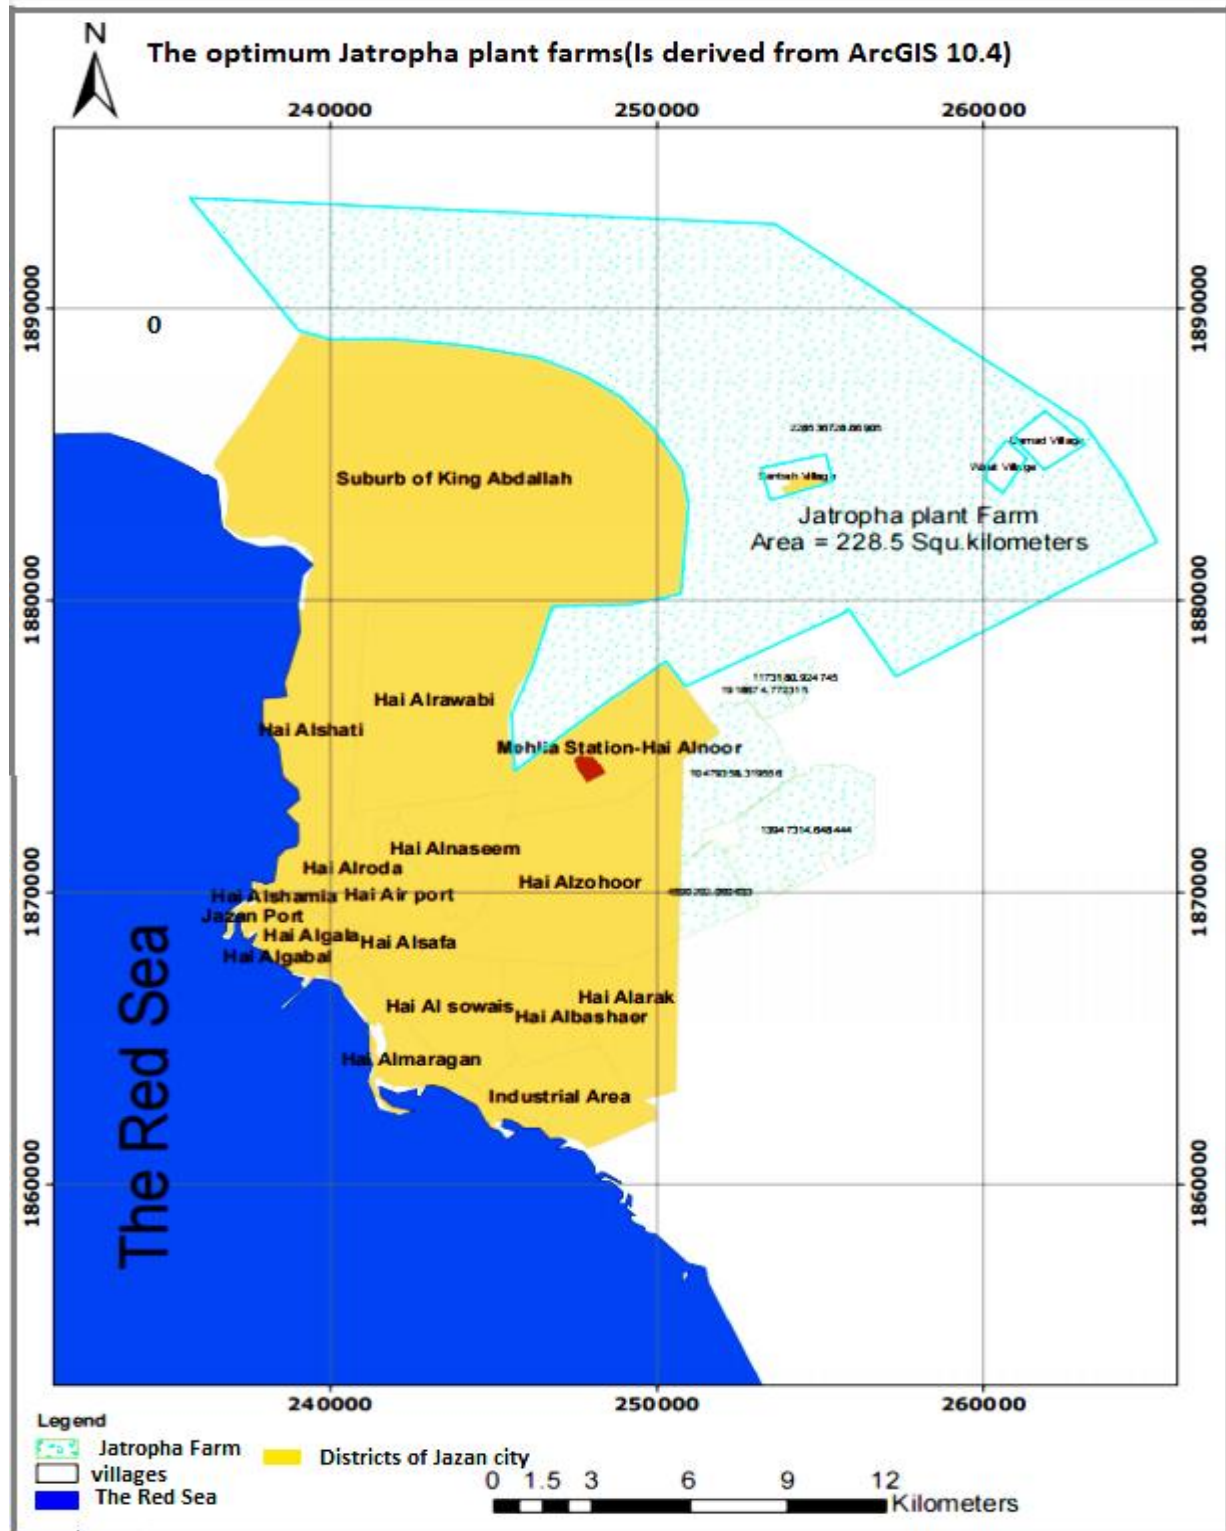 N
The optimum Jatropha plant farms(Is derived from ArcGIS 10.4)
240000 250000 260000
1890000 1890000
0
Suburb of King Abdallah
Village
Village
Village
Jatropha plant Farm
Area = 228.5 Squ.kilometers
1880000 1880000
Hai Alrawabi
Hai Alshati
Mehlia Station-Hai Alnoor
Hai Alnaseem
Hai Alroda
Hai Alzohoor
1870000 1870000
Hai Alshamia Hai Air port
Jazan Port
Hai Algala Hai Alsafa
Hai Algabal
The Red Sea
Hai Alarak
Hai Al sowais
Hai Albashaer
Hai Almaragan
Industrial Area
1860000 1860000
240000 250000 260000
Legend
Jatropha Farm
Districts of Jazan city
villages
The Red Sea
0 1.5 3 6 9 12
Kilometers